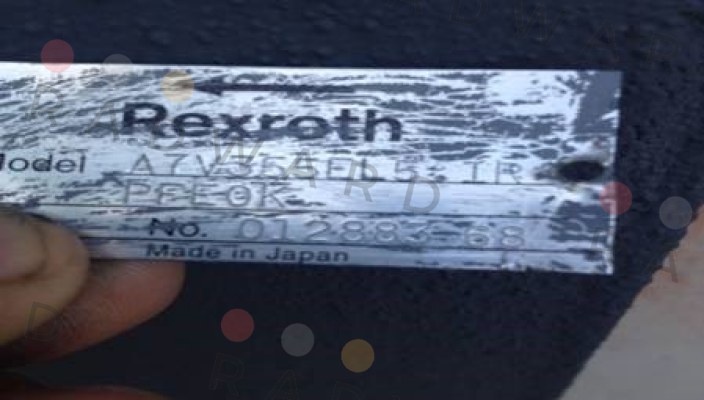 Rexroth
Model A7V355EL5.1R
PFE0K
No. 012883-68
Made in Japan